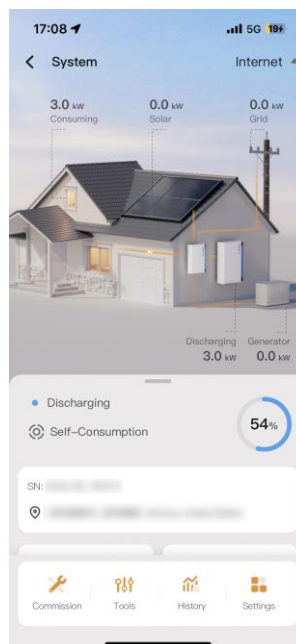 17:08 5G 19
System Internet
3.0 kW 0.0 kW 0.0 kW
Consuming Solar Grid
Discharging Generator
3.0 kW 0.0 kW
Discharging
Self-Consumption
54%
SN:
Commission Tools History Settings